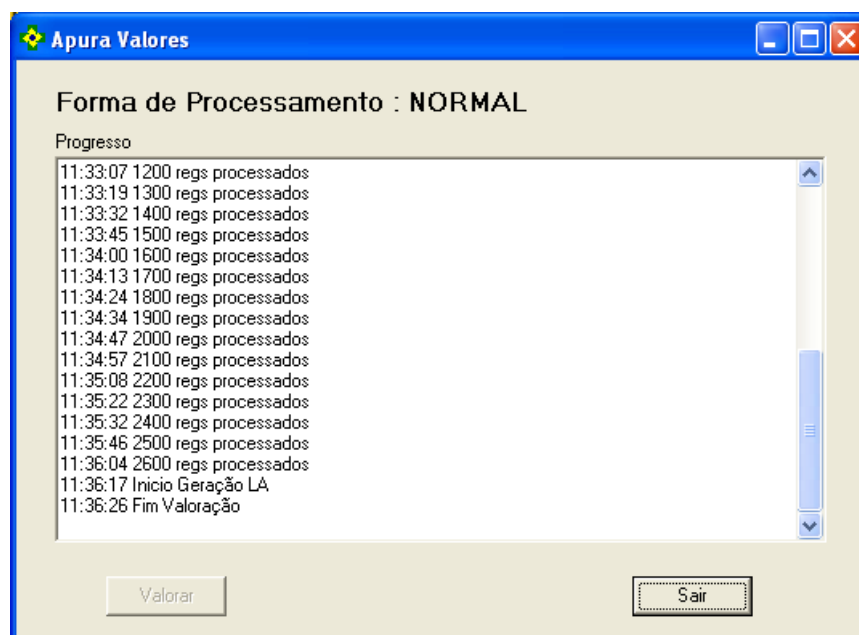 Apura Valores
Forma de Processamento : NORMAL
Progresso
11:33:07 1200 regs processados
11:33:19 1300 regs processados
11:33:32 1400 regs processados
11:33:45 1500 regs processados
11:34:00 1600 regs processados
11:34:13 1700 regs processados
11:34:24 1800 regs processados
11:34:34 1900 regs processados
11:34:47 2000 regs processados
11:34:57 2100 regs processados
11:35:08 2200 regs processados
11:35:22 2300 regs processados
11:35:32 2400 regs processados
11:35:46 2500 regs processados
11:36:04 2600 regs processados
11:36:17 Inicio Geração LA
11:36:26 Fim Valoração
Valorar
Sair